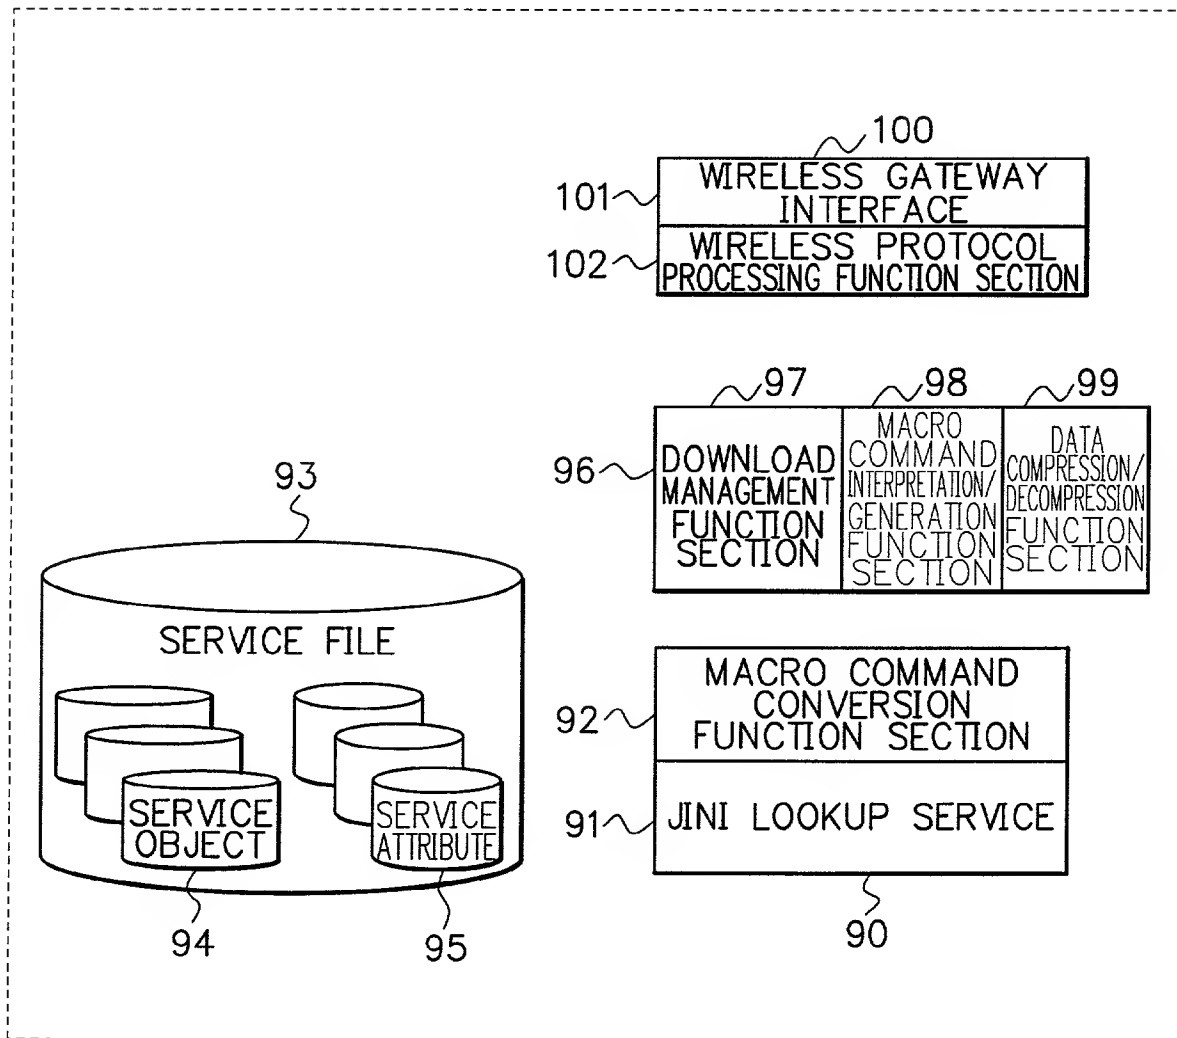 100
101
WIRELESS GATEWAY
INTERFACE
102
WIRELESS PROTOCOL
PROCESSING FUNCTION SECTION
97
98
99
96
DOWNLOAD
MANAGEMENT
FUNCTION
SECTION
MACRO
COMMAND
INTERPRETATION/
GENERATION
FUNCTION
SECTION
DATA
COMPRESSION/
DECOMPRESSION
FUNCTION
SECTION
93
SERVICE FILE
SERVICE
OBJECT
SERVICE
ATTRIBUTE
94
95
92
MACRO COMMAND
CONVERSION
FUNCTION SECTION
91
JINI LOOKUP SERVICE
90